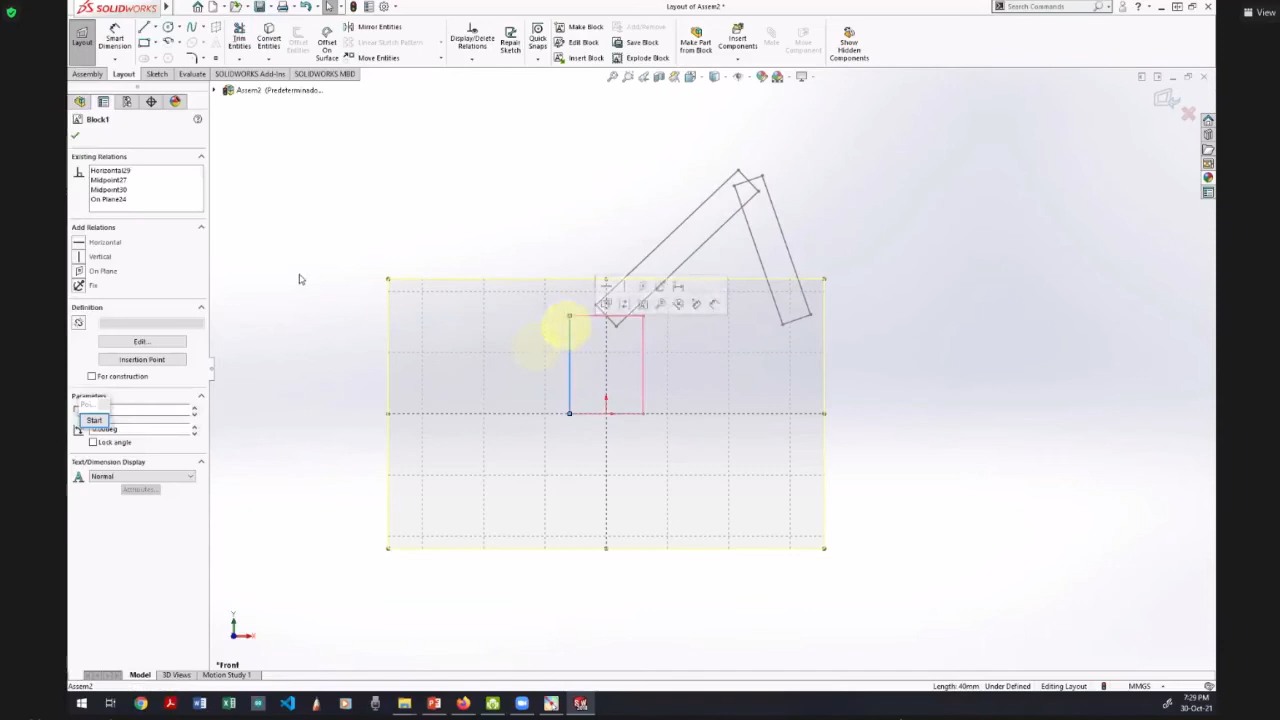 View
SOLIDWORKS
Layout of Assem2 *
Search Commands
Layout
Smart Dimension
Trim Entities
Convert Entities
Offset Entities
Offset On Surface
Mirror Entities
Linear Sketch Pattern
Move Entities
Display/Delete Relations
Repair Sketch
Quick Snaps
Make Block
Edit Block
Insert Block
Add/Remove
Save Block
Explode Block
Make Part from Block
Insert Components
Mate
Move Component
Show Hidden Components
Assembly
Layout
Sketch
Evaluate
SOLIDWORKS Add-Ins
SOLIDWORKS MBD
Assem2 (Predeterminado...
Block1
Existing Relations
Horizontal29
Midpoint27
Midpoint30
On Plane24
Add Relations
Horizontal
Vertical
On Plane
Fix
Definition
Edit...
Insertion Point
For construction
Parameters
Start
0.00deg
Lock angle
Text/Dimension Display
Normal
Attributes...
Y
X
*Front
Model
3D Views
Motion Study 1
Assem2
Length: 40mm
Under Defined
Editing Layout
MMGS
7:29 PM
30-Oct-21